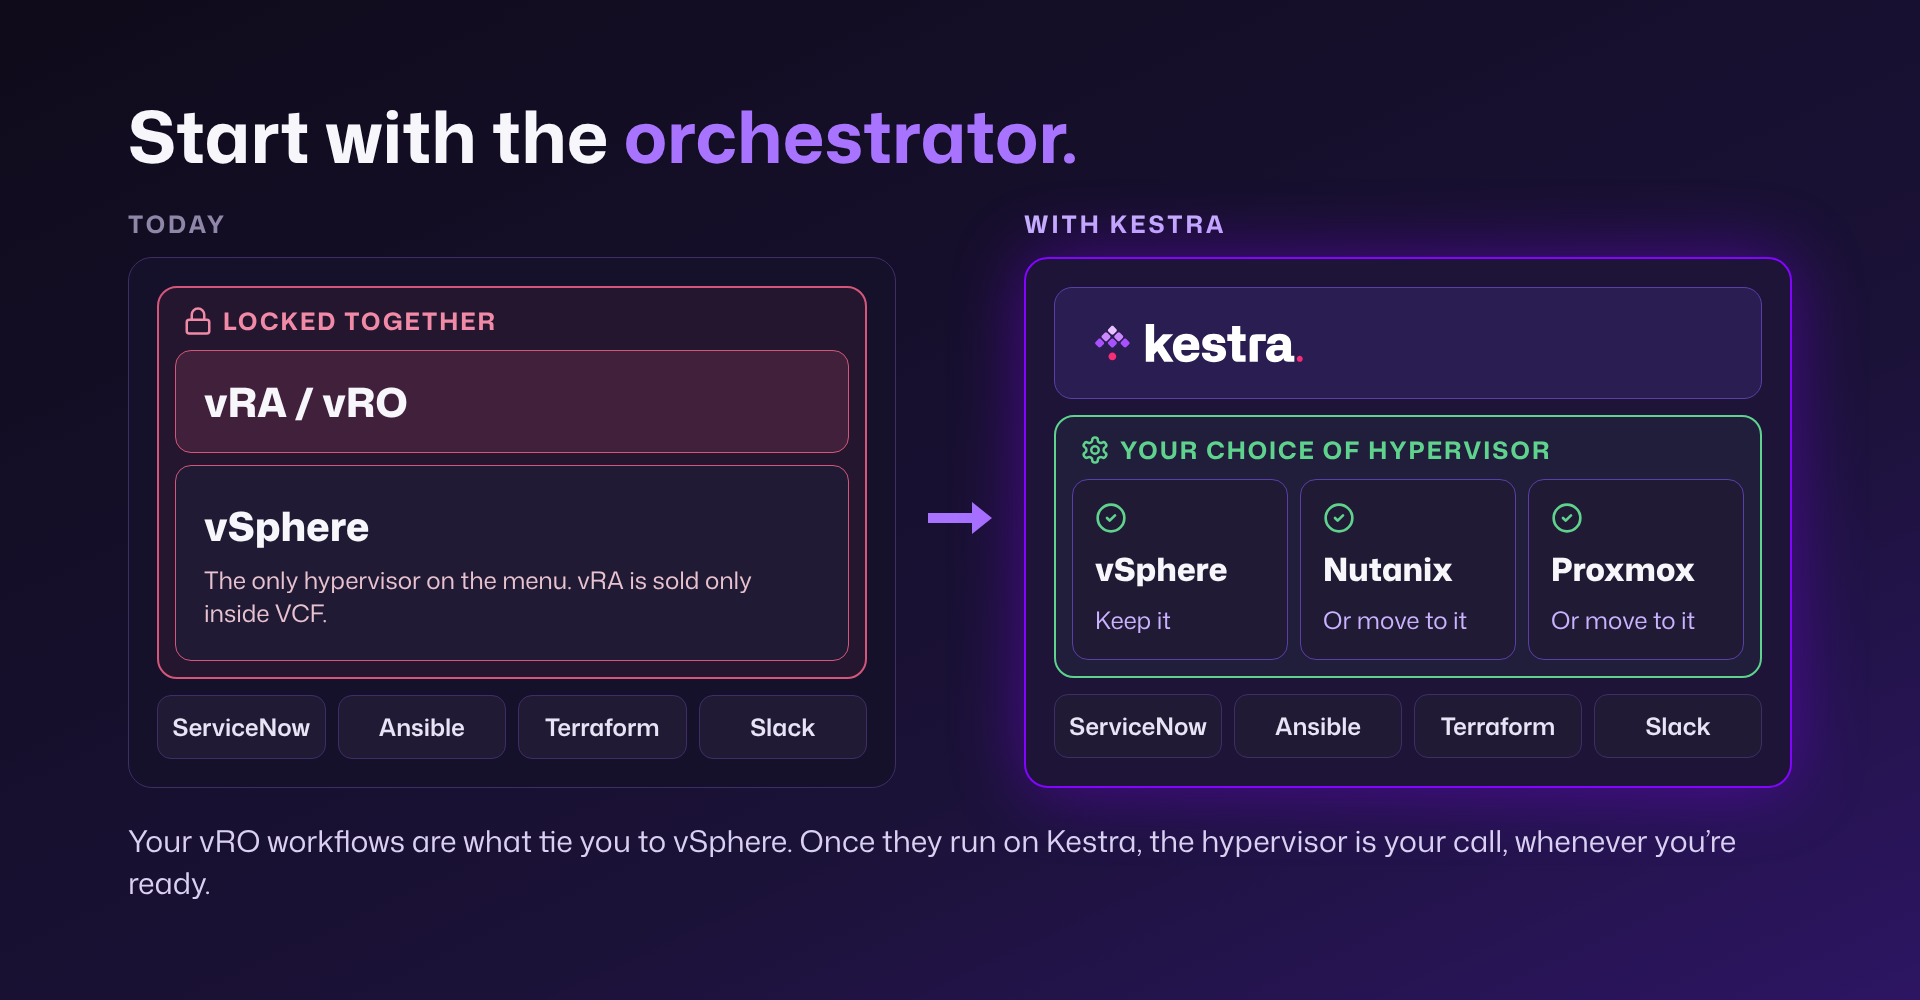 Start with the orchestrator.
TODAY
LOCKED TOGETHER
vRA / vRO
vSphere
The only hypervisor on the menu. vRA is sold only
inside VCF.
ServiceNow
Ansible
Terraform
Slack
WITH KESTRA
kestra.
YOUR CHOICE OF HYPERVISOR
vSphere
Keep it
Nutanix
Or move to it
Proxmox
Or move to it
ServiceNow
Ansible
Terraform
Slack
Your vRO workflows are what tie you to vSphere. Once they run on Kestra, the hypervisor is your call, whenever you’re
ready.